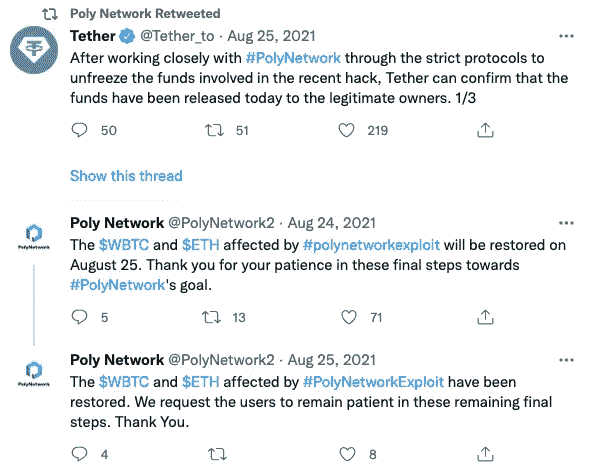 Poly Network Retweeted
Tether @Tether_to · Aug 25, 2021
After working closely with #PolyNetwork through the strict protocols to
unfreeze the funds involved in the recent hack, Tether can confirm that the
funds have been released today to the legitimate owners. 1/3
50 51 219
Show this thread
Poly Network @PolyNetwork2 · Aug 24, 2021
PolyNetwork
The $WBTC and $ETH affected by #polynetworkexploit will be restored on
August 25. Thank you for your patience in these final steps towards
#PolyNetwork's goal.
5 13 71
Poly Network @PolyNetwork2 · Aug 25, 2021
PolyNetwork
The $WBTC and $ETH affected by #PolyNetworkExploit have been
restored. We request the users to remain patient in these remaining final
steps. Thank You.
4 8